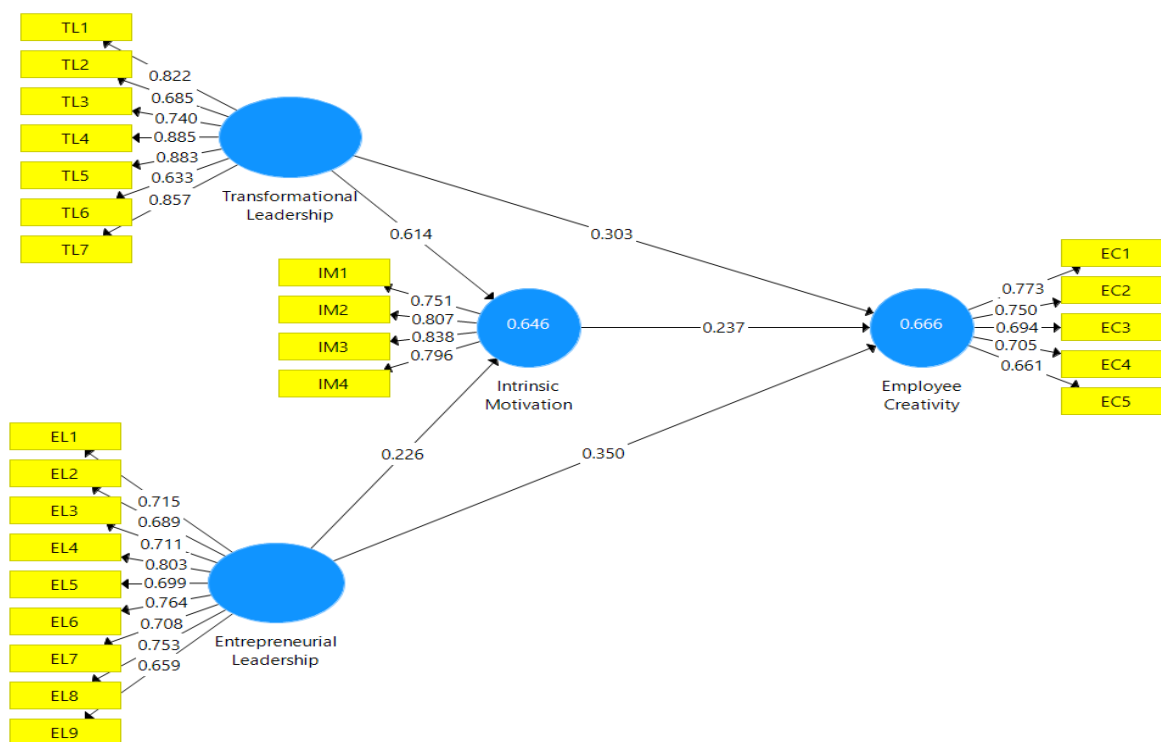 TL1
TL2
TL3
TL4
TL5
TL6
TL7
0.822
0.685
0.740
0.885
0.883
0.633
0.857
Transformational
Leadership
0.614
0.303
IM1
IM2
IM3
IM4
0.751
0.807
0.838
0.796
0.646
Intrinsic
Motivation
0.237
0.666
Employee
Creativity
0.773
0.750
0.694
0.705
0.661
EC1
EC2
EC3
EC4
EC5
0.226
0.350
EL1
EL2
EL3
EL4
EL5
EL6
EL7
EL8
EL9
0.715
0.689
0.711
0.803
0.699
0.764
0.708
0.753
0.659
Entrepreneurial
Leadership